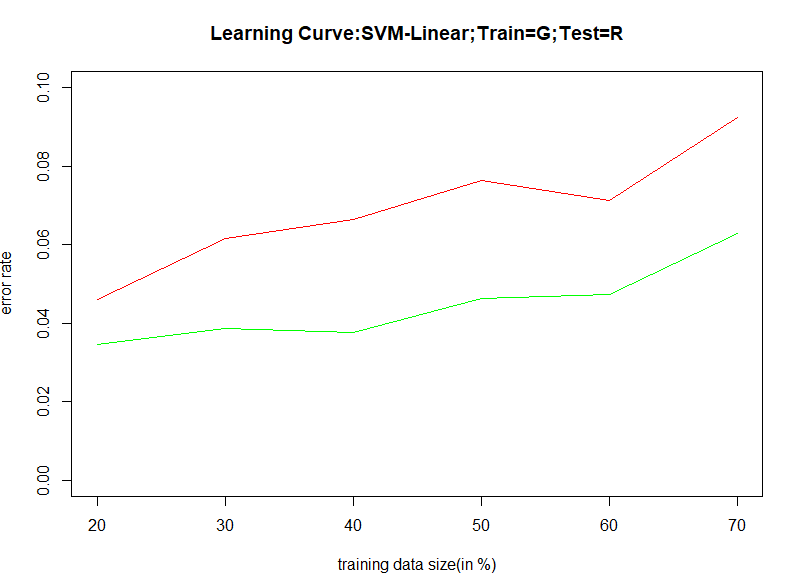 Learning Curve:SVM-Linear;Train=G;Test=R
0.10
0.08
0.06
0.04
0.02
0.00
error rate
20 30 40 50 60 70
training data size(in %)